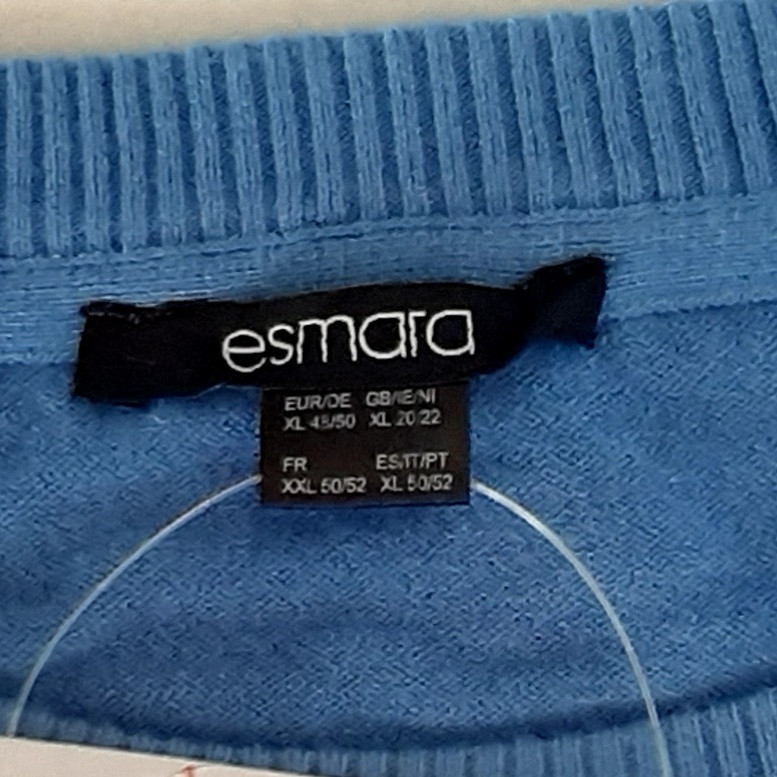 esmara
EUR/DE GB/IE/NI
XL 48/50 XL 20/22
FR ES/IT/PT
XXL 50/52 XL 50/52